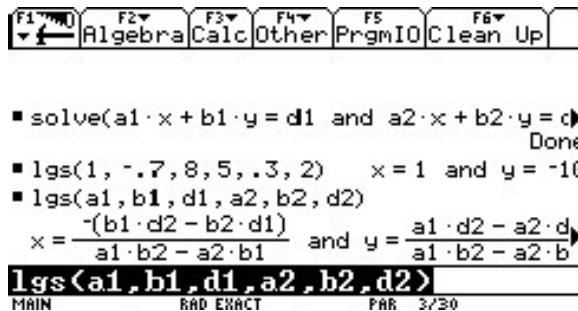 F1 F2 F3 F4 F5 F6
Algebra Calc Other PrgmIO Clean Up
▪ solve(a1·x + b1·y = d1 and a2·x + b2·y = d▶
Done
▪ lgs(1, ⁻.7, 8, 5, .3, 2) x = 1 and y = ⁻10
▪ lgs(a1, b1, d1, a2, b2, d2)
x = ⁻(b1·d2 − b2·d1) / a1·b2 − a2·b1 and y = a1·d2 − a2·d / a1·b2 − a2·b ▶
lgs(a1,b1,d1,a2,b2,d2)
MAIN RAD EXACT PAR 3/30